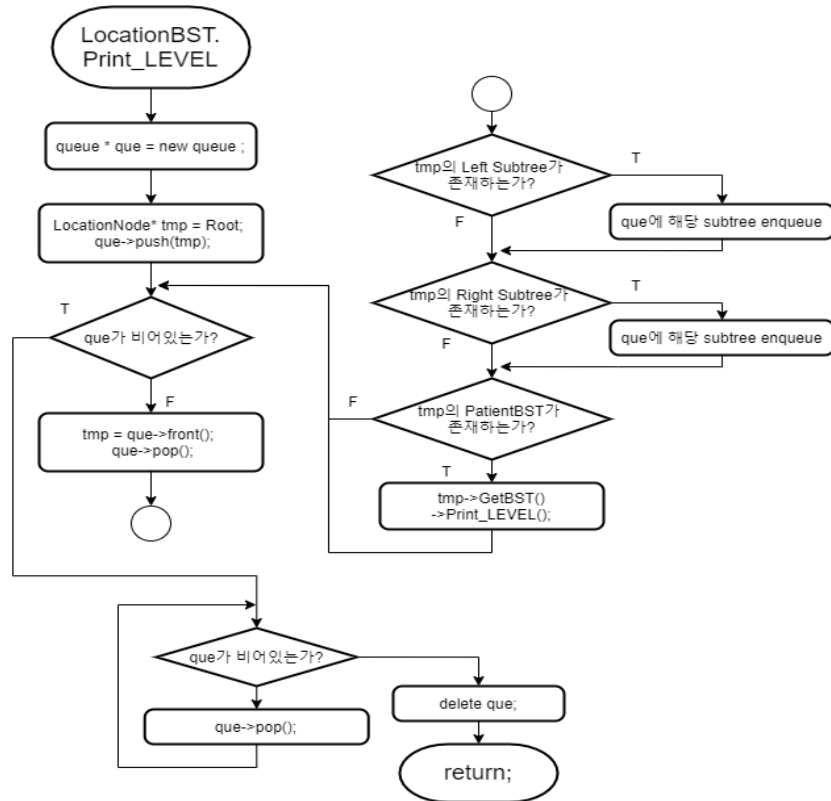 LocationBST.
Print_LEVEL
queue * que = new queue ;
LocationNode* tmp = Root;
que->push(tmp);
T
que가 비어있는가?
F
tmp = que->front();
que->pop();
tmp의 Left Subtree가
존재하는가?
T
que에 해당 subtree enqueue
F
tmp의 Right Subtree가
존재하는가?
T
que에 해당 subtree enqueue
F
tmp의 PatientBST가
존재하는가?
F
T
tmp->GetBST()
->Print_LEVEL();
que가 비어있는가?
que->pop();
delete que;
return;